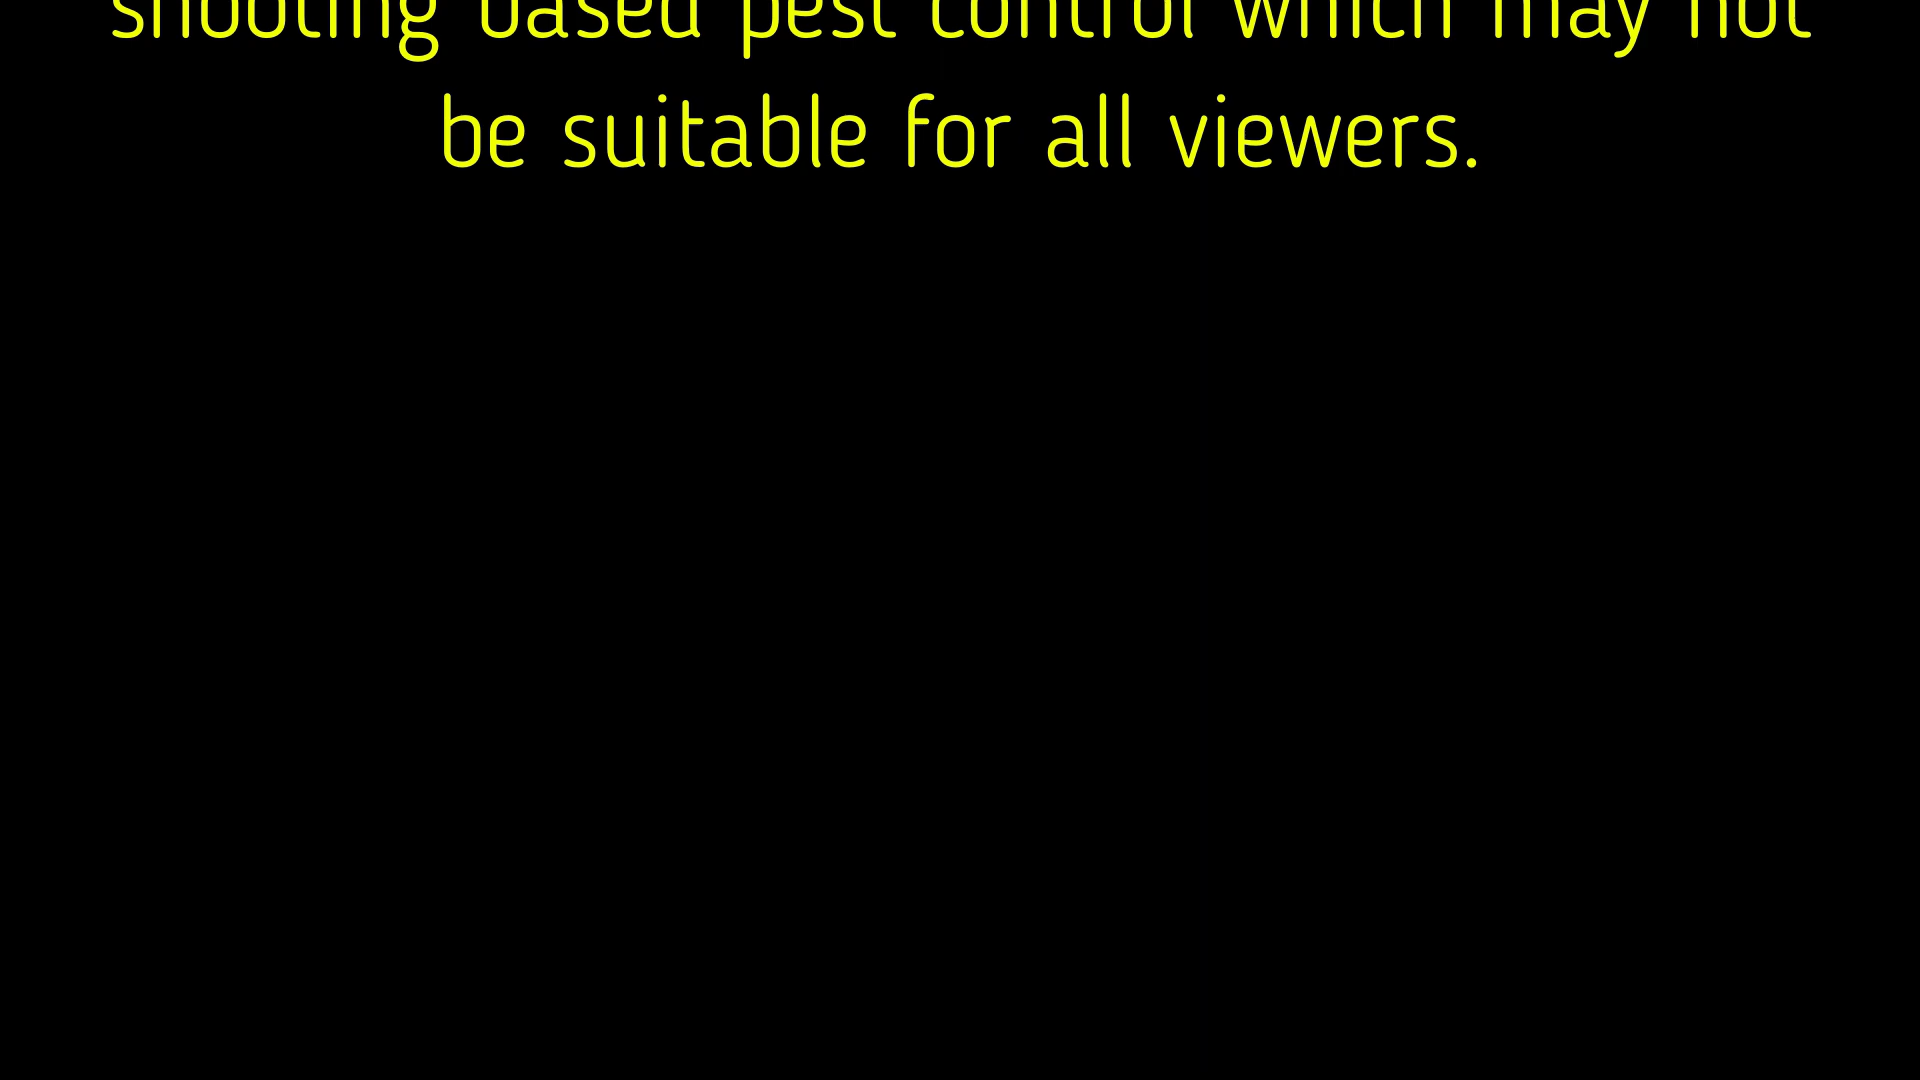 shooting based pest control which may not
be suitable for all viewers.